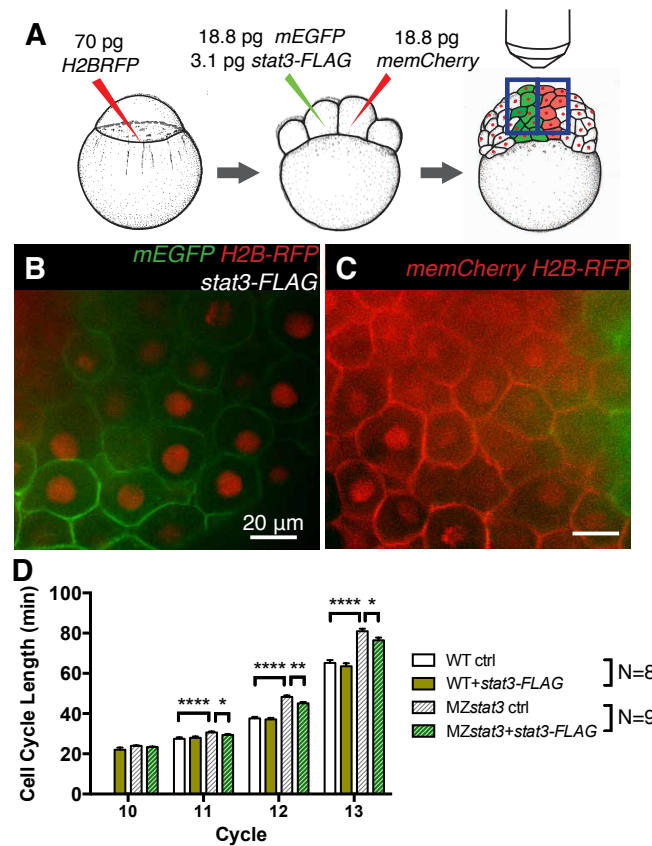 A
70 pg
H2BRFP
18.8 pg mEGFP
3.1 pg stat3-FLAG
18.8 pg
memCherry
B
mEGFP H2B-RFP
stat3-FLAG
20 µm
C
memCherry H2B-RFP
D
Cell Cycle Length (min)
100
80
60
40
20
0
**** *
**** **
**** *
10 11 12 13
Cycle
WT ctrl
WT+stat3-FLAG
N=8
MZstat3 ctrl
MZstat3+stat3-FLAG
N=9